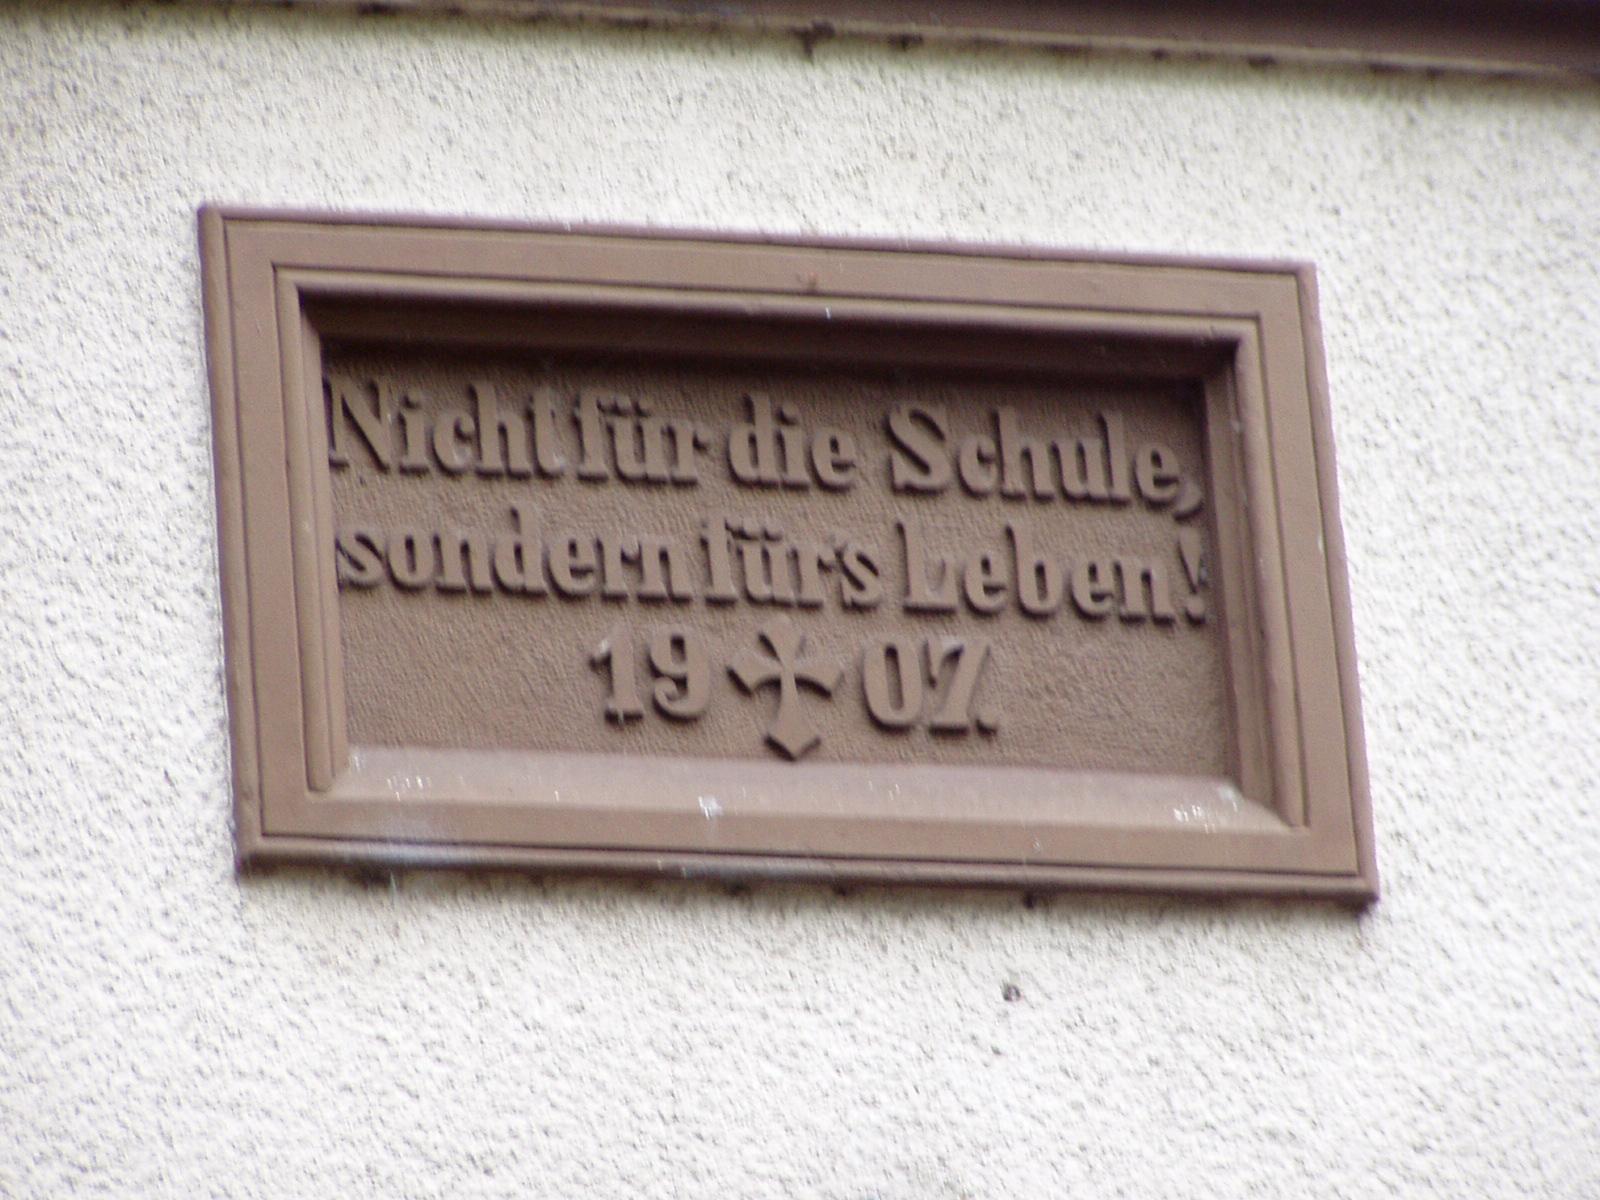 Nicht für die Schule,
sondern für's Leben!
19 07.